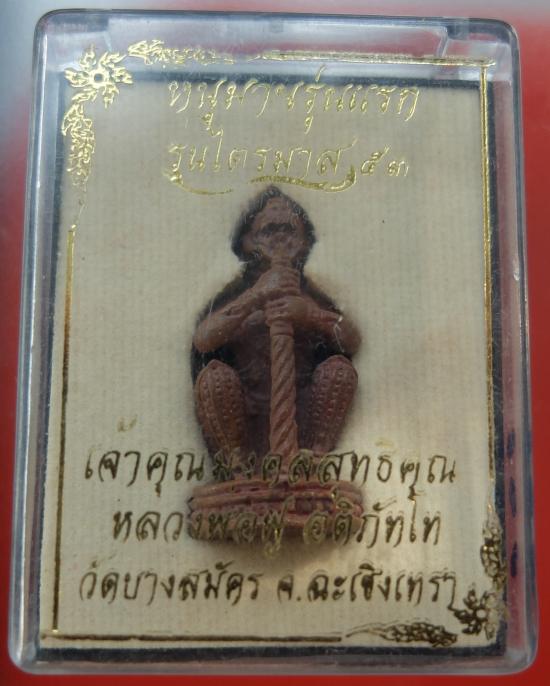 หนุมานรุ่นแรก
รุ่นไตรมาส ๕๓
เจ้าคุณมงคลสุทธิคุณ
หลวงพ่อฟู อติภัทโท
วัดบางสมัคร จ.ฉะเชิงเทรา